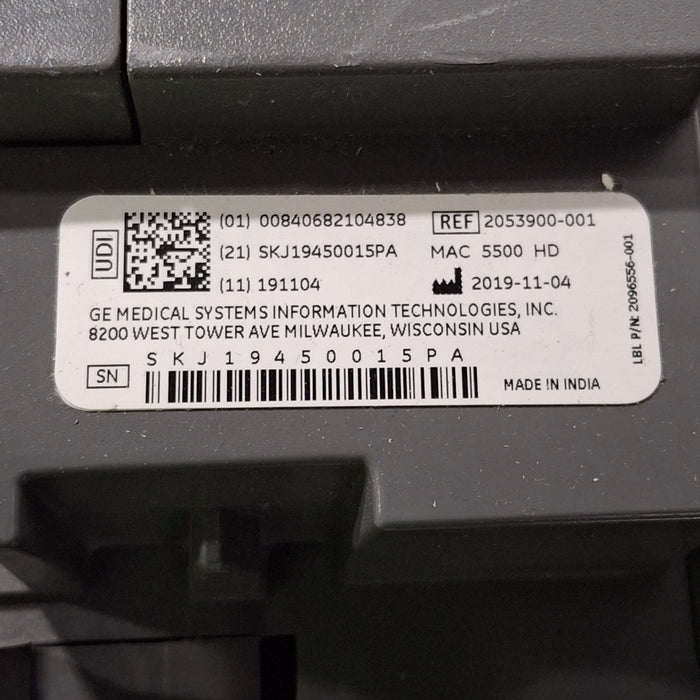 UDI
(01) 00840682104838
(21) SKJ19450015PA
(11) 191104
REF 2053900-001
MAC 5500 HD
2019-11-04
GE MEDICAL SYSTEMS INFORMATION TECHNOLOGIES, INC.
8200 WEST TOWER AVE MILWAUKEE, WISCONSIN USA
SKJ19450015PA
SN
MADE IN INDIA
LBL P/N: 2096556-001